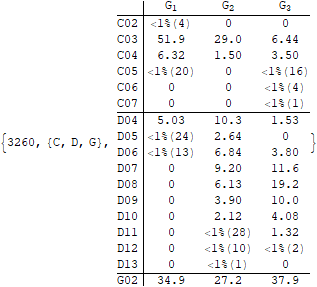 G₁ G₂ G₃
C02 <1%(4) 0 0
C03 51.9 29.0 6.44
C04 6.32 1.50 3.50
C05 <1%(20) 0 <1%(16)
C06 0 0 <1%(4)
C07 0 0 <1%(1)
D04 5.03 10.3 1.53
D05 <1%(24) 2.64 0
{3260, {C, D, G}, D06 <1%(13) 6.84 3.80 }
D07 0 9.20 11.6
D08 0 6.13 19.2
D09 0 3.90 10.0
D10 0 2.12 4.08
D11 0 <1%(28) 1.32
D12 0 <1%(10) <1%(2)
D13 0 <1%(1) 0
G02 34.9 27.2 37.9